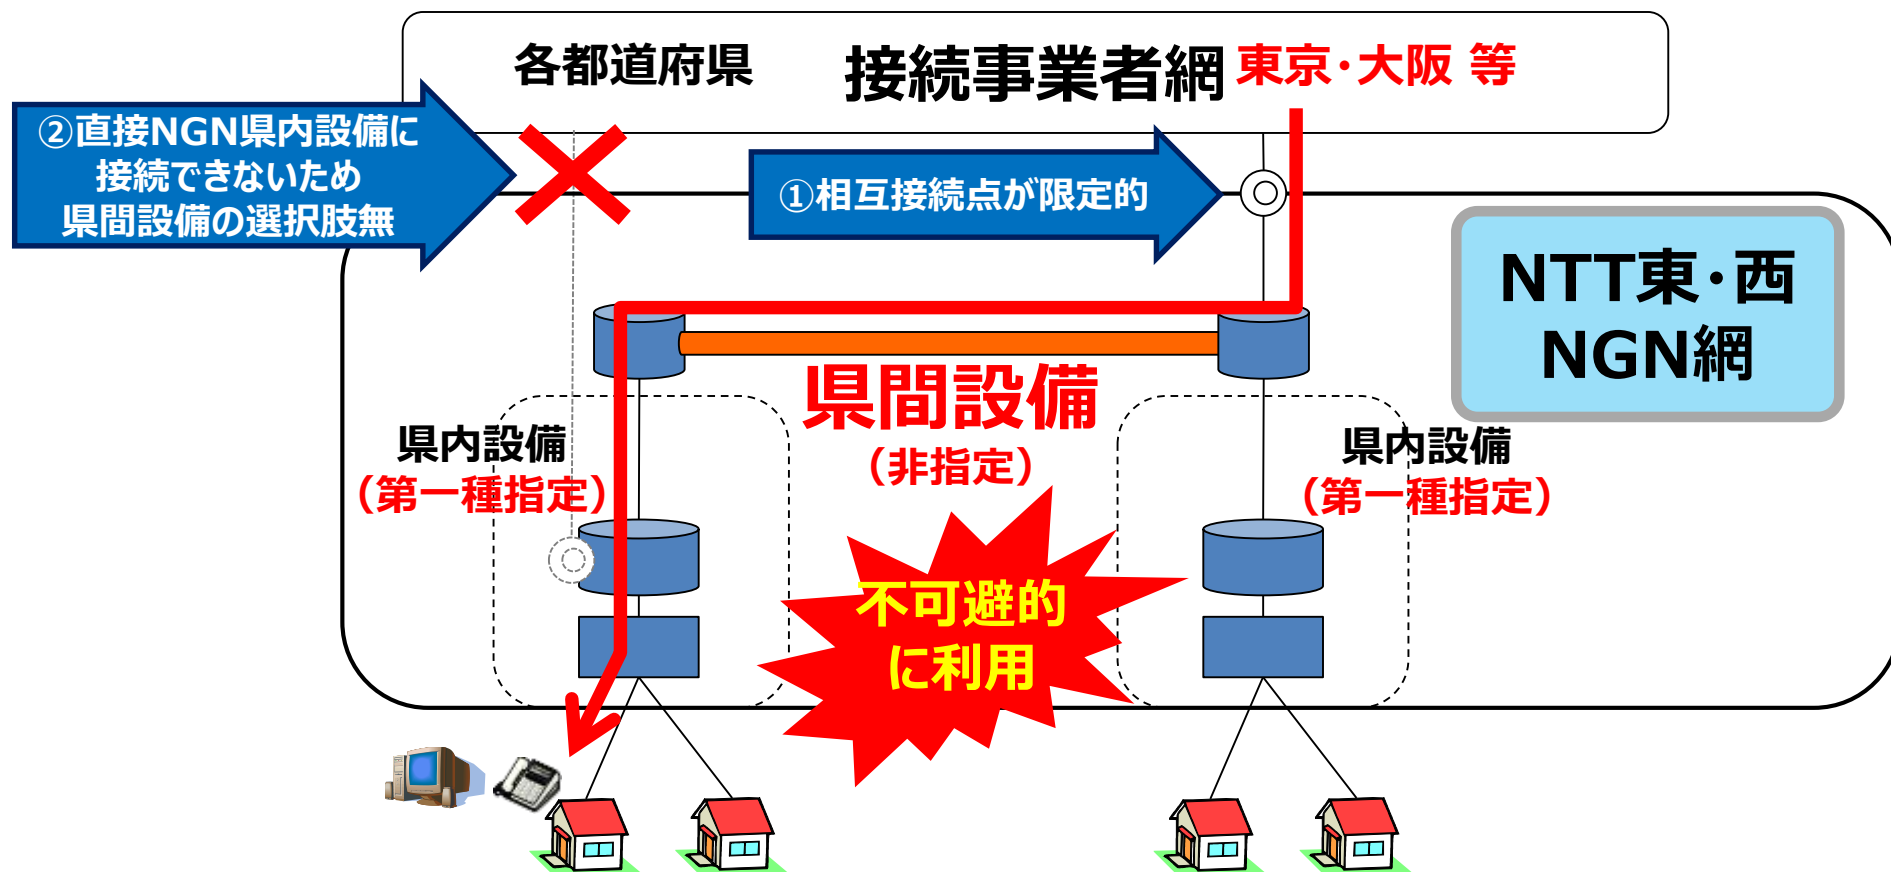 各都道府県 接続事業者網 東京・大阪 等
②直接NGN県内設備に
接続できないため
県間設備の選択肢無
①相互接続点が限定的
NTT東・西
NGN網
県間設備
（非指定）
県内設備
（第一種指定）
県内設備
（第一種指定）
不可避的
に利用